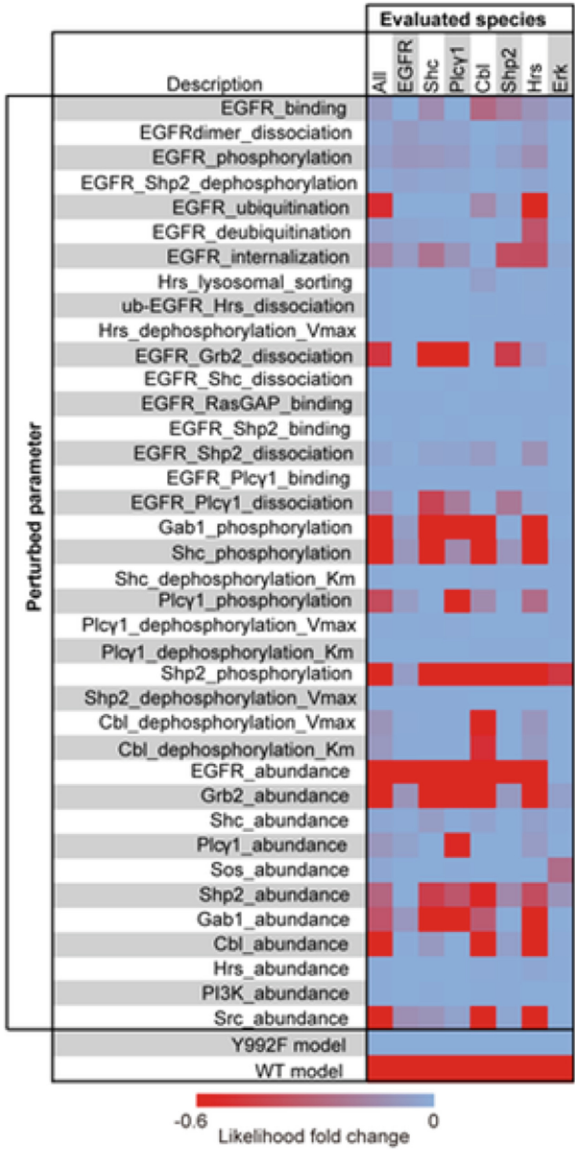 Evaluated species
Description
All
EGFR
Shc
Plcγ1
Cbl
Shp2
Hrs
Erk
Perturbed parameter
EGFR_binding
EGFRdimer_dissociation
EGFR_phosphorylation
EGFR_Shp2_dephosphorylation
EGFR_ubiquitination
EGFR_deubiquitination
EGFR_internalization
Hrs_lysosomal_sorting
ub-EGFR_Hrs_dissociation
Hrs_dephosphorylation_Vmax
EGFR_Grb2_dissociation
EGFR_Shc_dissociation
EGFR_RasGAP_binding
EGFR_Shp2_binding
EGFR_Shp2_dissociation
EGFR_Plcγ1_binding
EGFR_Plcγ1_dissociation
Gab1_phosphorylation
Shc_phosphorylation
Shc_dephosphorylation_Km
Plcγ1_phosphorylation
Plcγ1_dephosphorylation_Vmax
Plcγ1_dephosphorylation_Km
Shp2_phosphorylation
Shp2_dephosphorylation_Vmax
Cbl_dephosphorylation_Vmax
Cbl_dephosphorylation_Km
EGFR_abundance
Grb2_abundance
Shc_abundance
Plcγ1_abundance
Sos_abundance
Shp2_abundance
Gab1_abundance
Cbl_abundance
Hrs_abundance
PI3K_abundance
Src_abundance
Y992F model
WT model
-0.6 0
Likelihood fold change